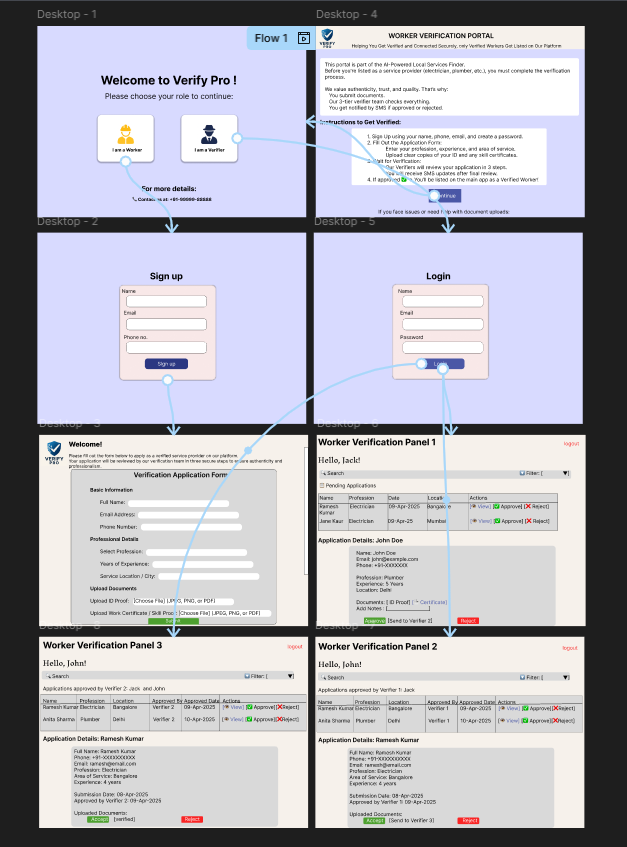 Desktop - 1
Flow 1
Welcome to Verify Pro !
Please choose your role to continue:
I am a Worker
I am a Verifier
For more details:
Contact us at: +91-99999-88888
Desktop - 4
VERIFY
PRO
WORKER VERIFICATION PORTAL
Helping You Get Verified and Connected Securely, only Verified Workers Get Listed on Our Platform
This portal is part of the AI-Powered Local Services Finder.
Before you're listed as a service provider (electrician, plumber, etc.), you must complete the verification
process.
We value authenticity, trust, and quality. That's why:
You submit documents.
Our 3-tier verifier team checks everything.
You get notified by SMS if approved or rejected.
Instructions to Get Verified:
1. Sign Up using your name, phone, email, and create a password.
2. Fill Out the Application Form:
Enter your profession, experience, and area of service.
Upload clear copies of your ID and any skill certificates.
3. Wait for Verification:
Our Verifiers will review your application in 3 steps.
You will receive SMS updates after final review.
4. If approved ✅ You'll be listed on the main app as a Verified Worker!
Continue
If you face issues or need help with document uploads:
Desktop - 2
Sign up
Name
Email
Phone no.
Sign up
Desktop - 5
Login
Name
Email
Password
Login
Desktop - 3
VERIFY
PRO
Welcome!
Please fill out the form below to apply as a verified service provider on our platform.
Your application will be reviewed by our verification team in three secure steps to ensure authenticity and
professionalism.
Verification Application Form
Basic Information
Full Name:
Email Address:
Phone Number:
Professional Details
Select Profession:
Years of Experience:
Service Location / City:
Upload Documents
Upload ID Proof: [Choose File] (JPEG, PNG, or PDF)
Upload Work Certificate / Skill Proof: [Choose File] (JPEG, PNG, or PDF)
Submit
Worker Verification Panel 1
logout
Hello, Jack!
Search
Filter: [ ▼]
Pending Applications
Name Profession Date Location Actions
Ramesh Kumar Electrician 09-Apr-2025 Bangalore [👁 View] [✅ Approve] [❌ Reject]
Jane Kaur Electrician 09-Apr-25 Mumbai [👁 View] [✅ Approve] [❌ Reject]
Application Details: John Doe
Name: John Doe
Email: john@example.com
Phone: +91-XXXXXXX
Profession: Plumber
Experience: 5 Years
Location: Delhi
Documents: [ ID Proof] [ Certificate]
Add Notes : [ ]
Approve [Send to Verifier 2] Reject
Worker Verification Panel 3
logout
Hello, John!
Search
Filter: [ ▼]
Applications approved by Verifier 2: Jack and John
Name Profession Location Approved By Approved Date Actions
Ramesh Kumar Electrician Bangalore Verifier 2 09-Apr-2025 [👁 View] [✅ Approve][❌Reject]
Anita Sharma Plumber Delhi Verifier 2 10-Apr-2025 [👁 View] [✅ Approve][❌Reject]
Application Details: Ramesh Kumar
Full Name: Ramesh Kumar
Phone: +91-XXXXXXXXXX
Email: ramesh@email.com
Profession: Electrician
Area of Service: Bangalore
Experience: 4 years
Submission Date: 08-Apr-2025
Approved by Verifier 2: 09-Apr-2025
Uploaded Documents:
Accept [verified] Reject
Worker Verification Panel 2
logout
Hello, John!
Search
Filter: [ ▼]
Applications approved by Verifier 1: Jack
Name Profession Location Approved By Approved Date Actions
Ramesh Kumar Electrician Bangalore Verifier 1 09-Apr-2025 [👁 View] [✅ Approve][❌Reject]
Anita Sharma Plumber Delhi Verifier 1 10-Apr-2025 [👁 View] [✅ Approve][❌Reject]
Application Details: Ramesh Kumar
Full Name: Ramesh Kumar
Phone: +91-XXXXXXXXXX
Email: ramesh@email.com
Profession: Electrician
Area of Service: Bangalore
Experience: 4 years
Submission Date: 08-Apr-2025
Approved by Verifier 1: 09-Apr-2025
Uploaded Documents:
Accept [Send to Verifier 3] Reject